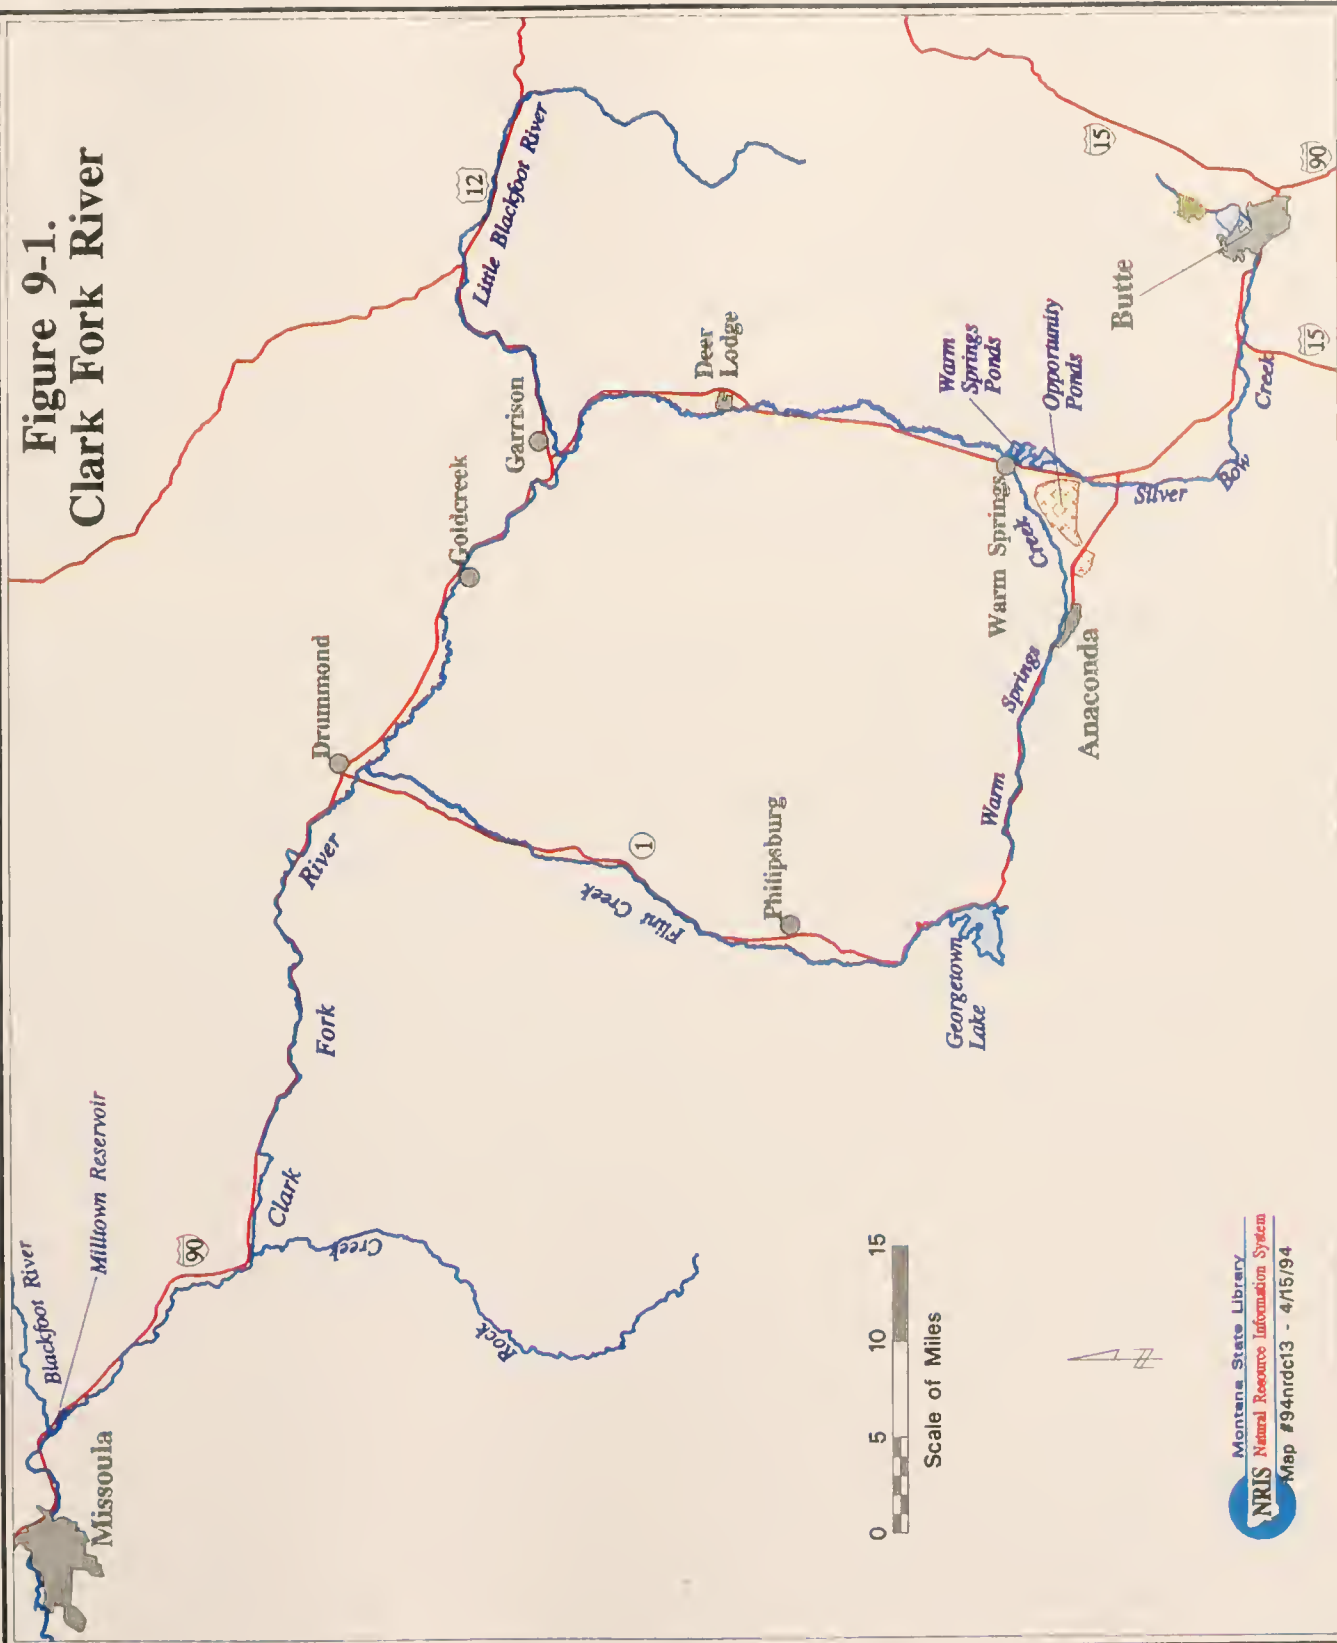 Figure 9-1.
Clark Fork River
Missoula
Blackfoot River
Milltown Reservoir
90
Clark
Fork
River
Rock
Creek
Drummond
Goldcreek
Garrison
12
Little Blackfoot River
Flint Creek
1
Philipsburg
Deer
Lodge
Georgetown
Lake
Warm
Springs
Creek
Warm Springs
Warm
Springs
Ponds
Opportunity
Ponds
Anaconda
Silver
Bow
Creek
Butte
15
90
15
0 5 10 15
Scale of Miles
N
Montana State Library
NRIS Natural Resource Information System
Map #94nrdc13 - 4/15/94